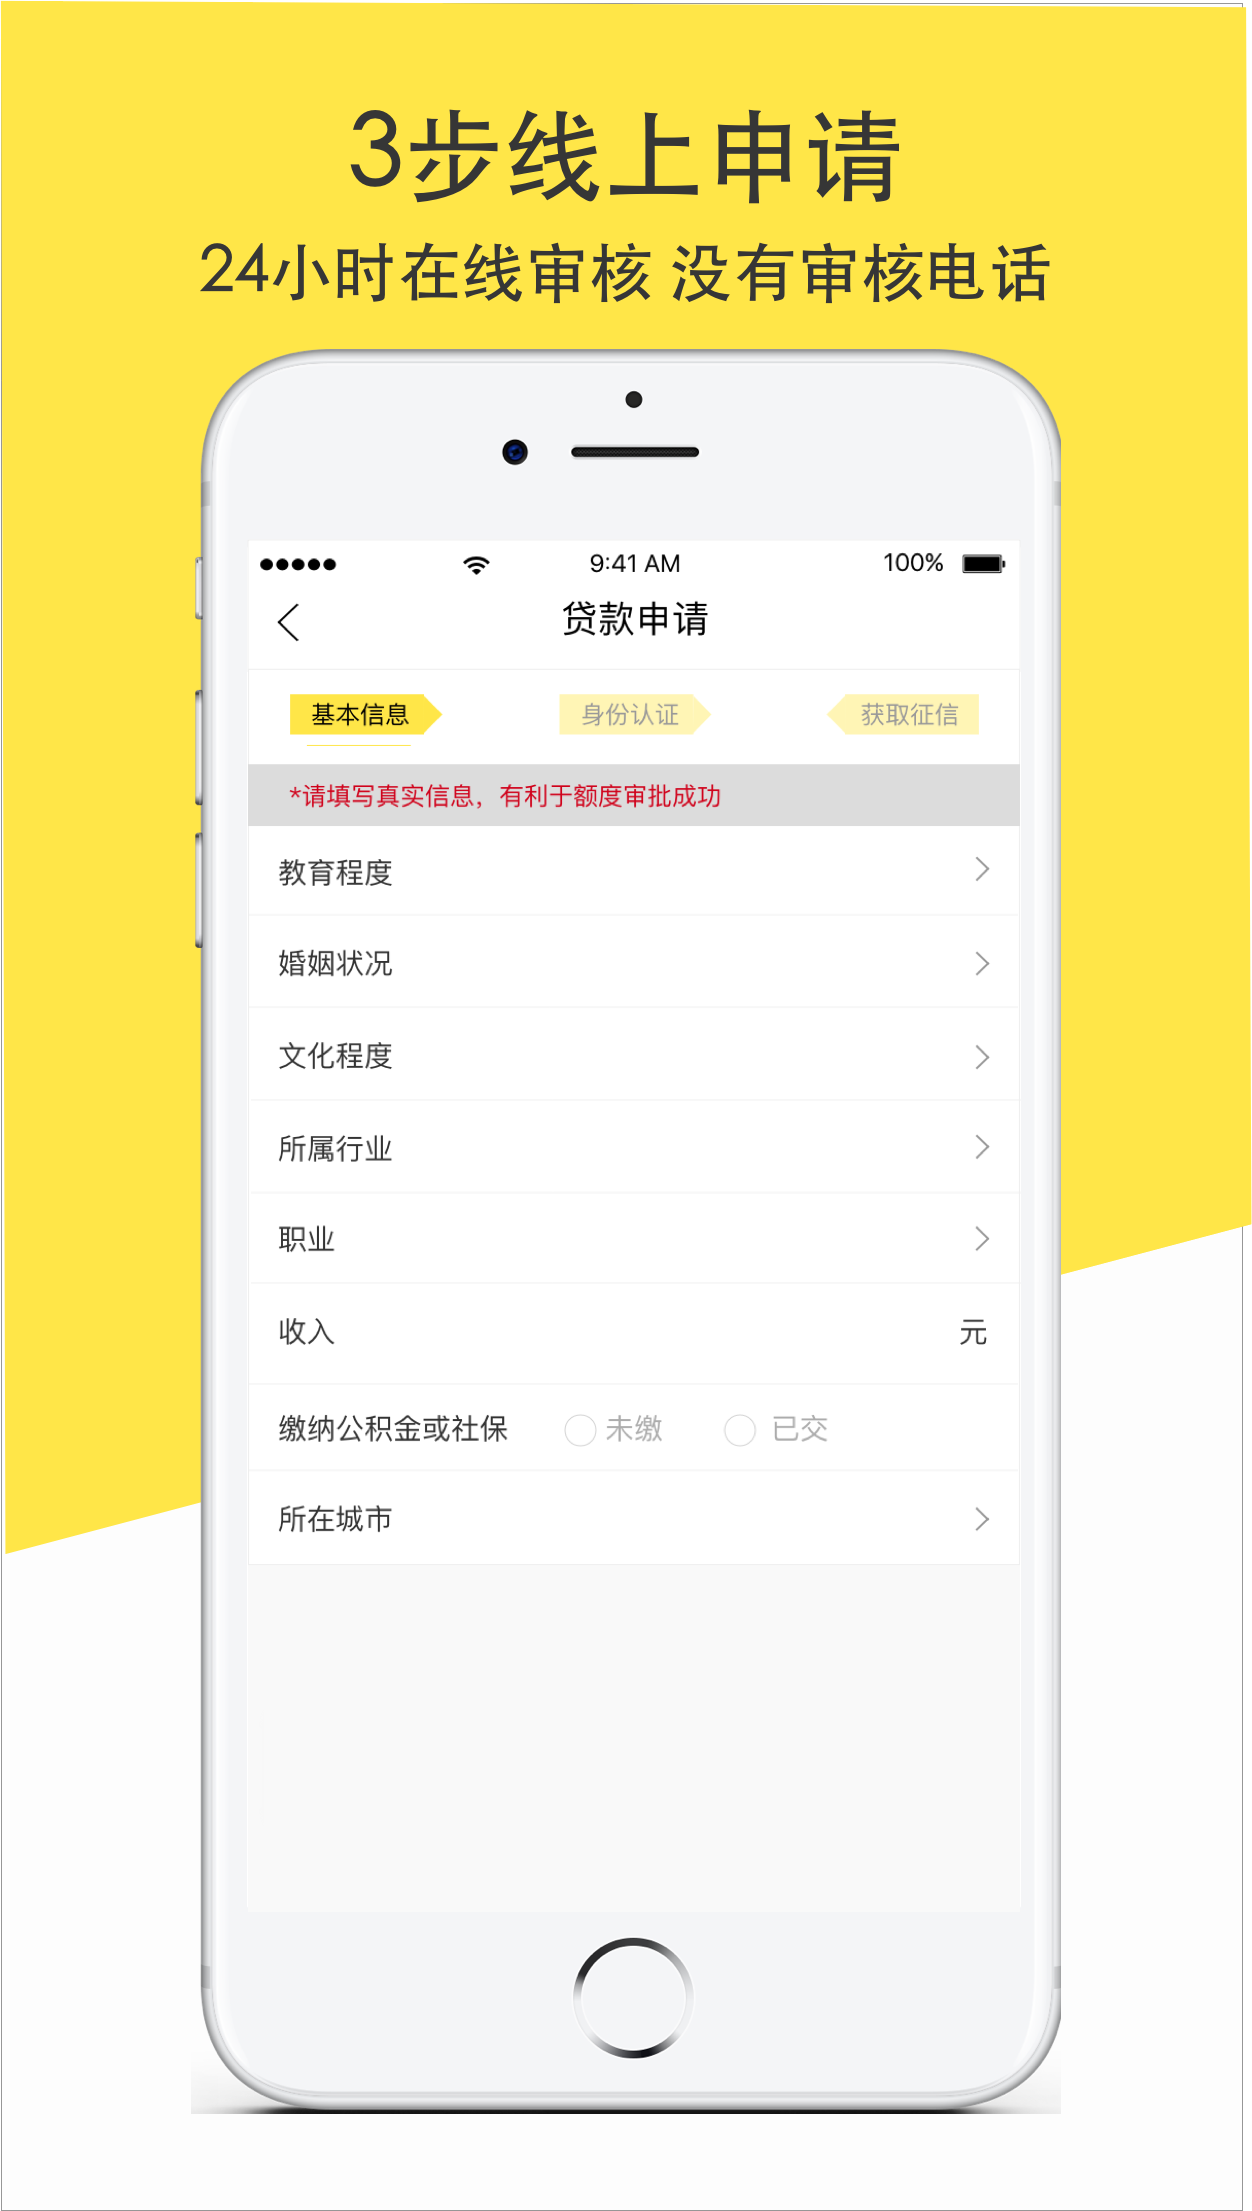 3步线上申请
24小时在线审核 没有审核电话
9:41 AM
100%
贷款申请
基本信息
身份认证
获取征信
*请填写真实信息，有利于额度审批成功
教育程度
婚姻状况
文化程度
所属行业
职业
收入
元
缴纳公积金或社保
未缴
已交
所在城市